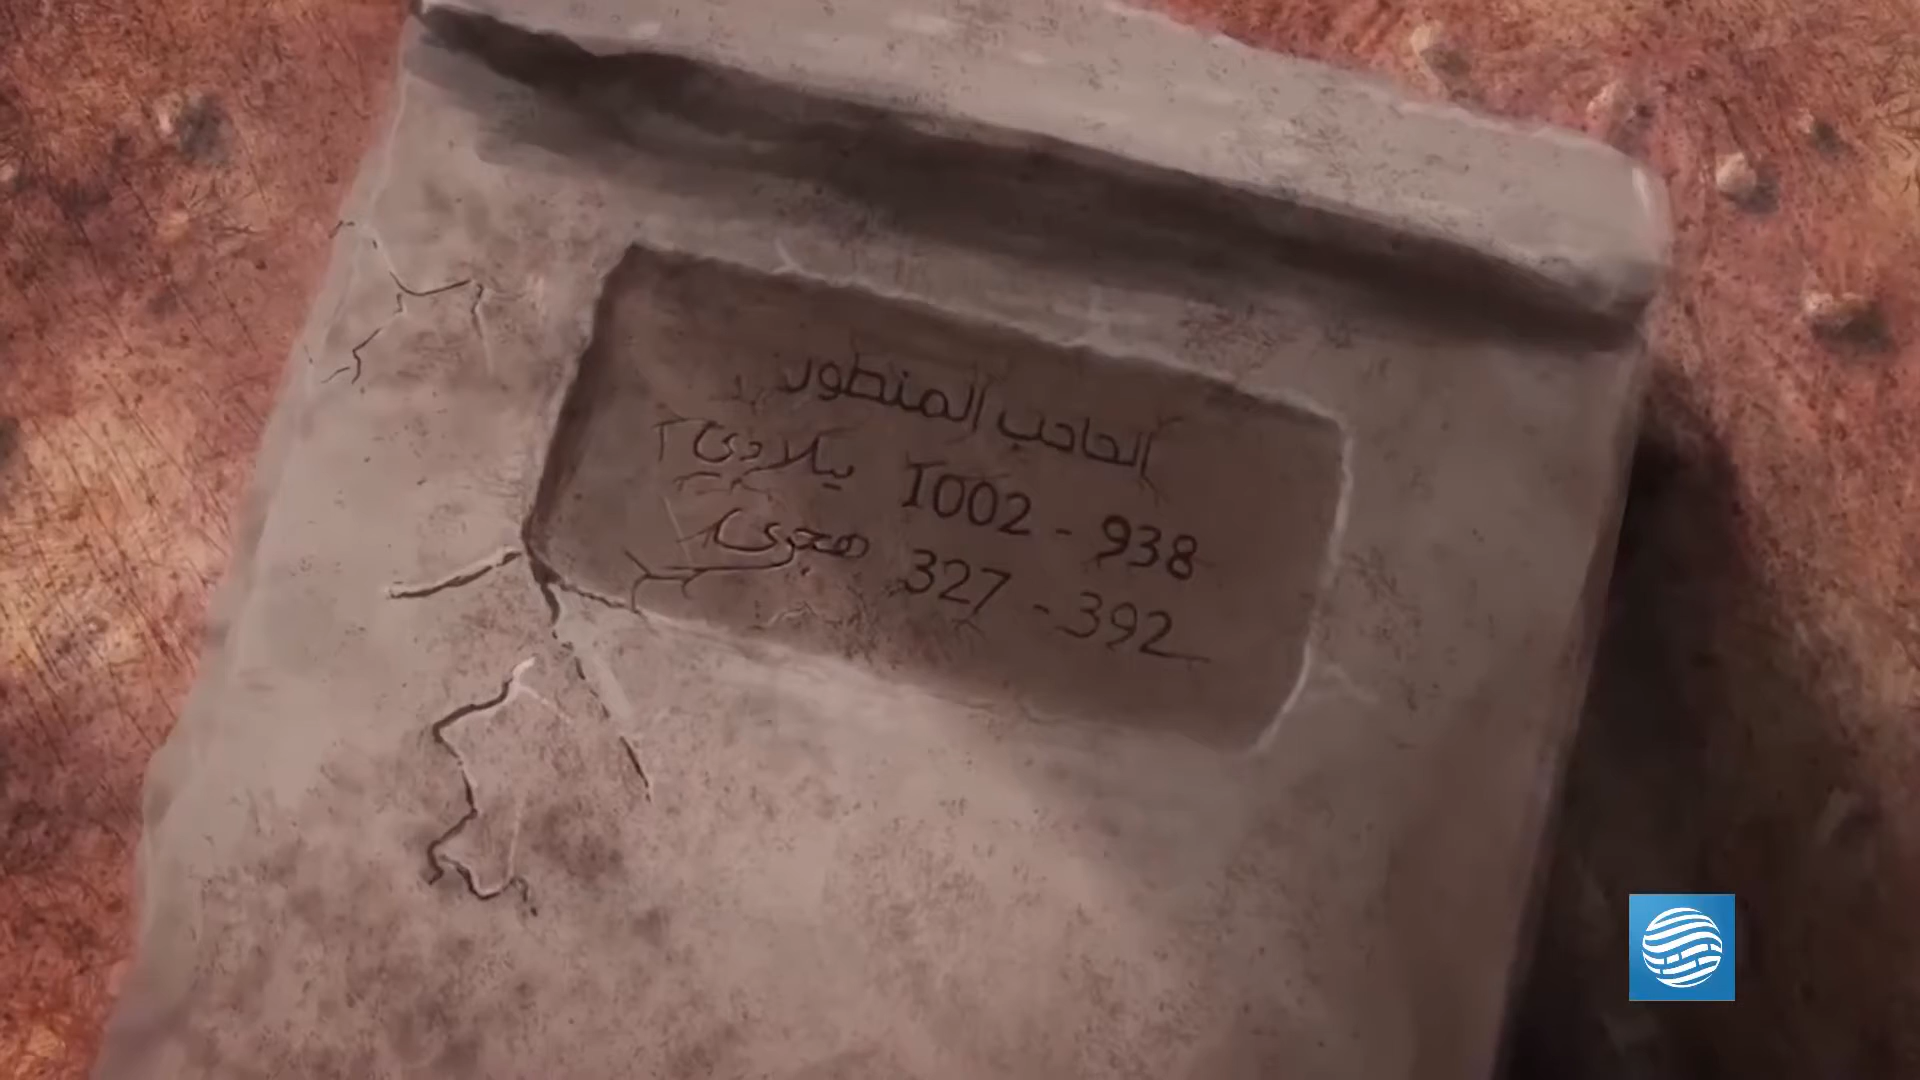 الحاجب المنصور
938 - 1002 ميلادي
327 - 392 هجري